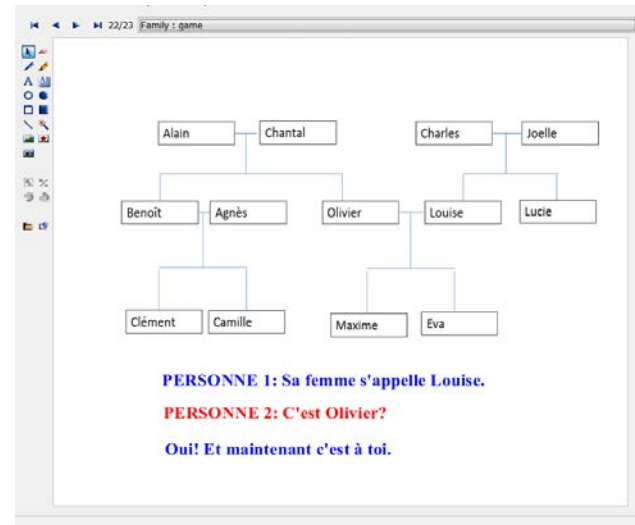 22/23 Family : game
Alain Chantal Charles Joelle
Benoît Agnès Olivier Louise Lucie
Clément Camille Maxime Eva
PERSONNE 1: Sa femme s'appelle Louise.
PERSONNE 2: C'est Olivier?
Oui! Et maintenant c'est à toi.